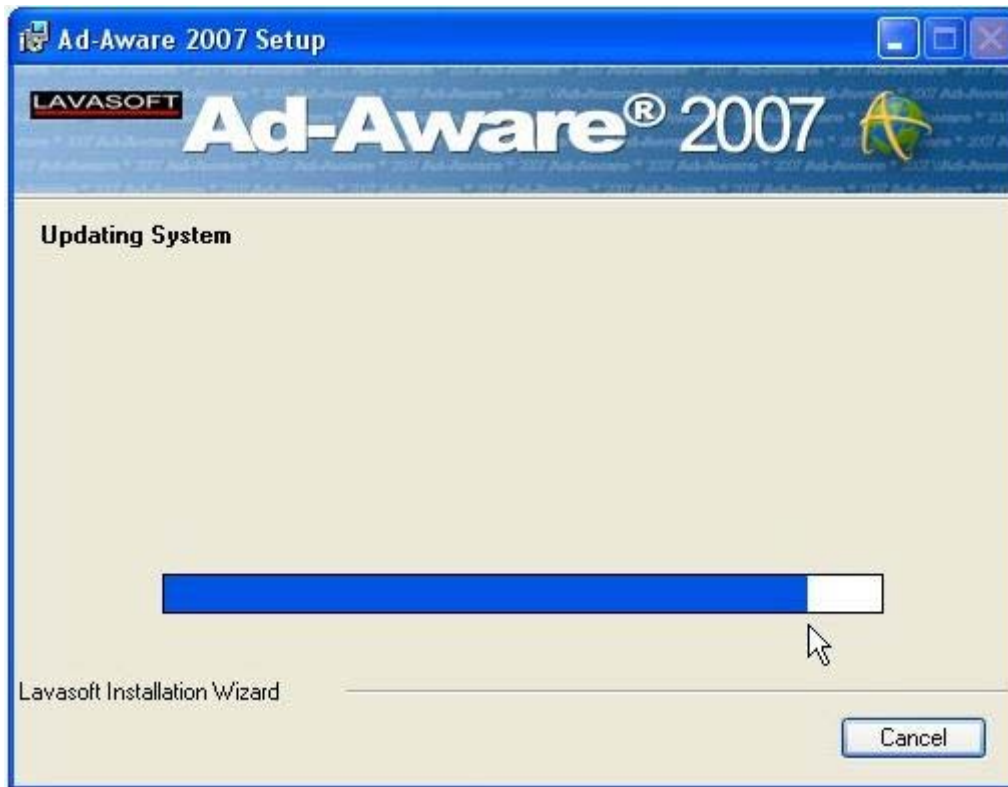 Ad-Aware 2007 Setup
LAVASOFT
Ad-Aware® 2007
Updating System
Lavasoft Installation Wizard
Cancel